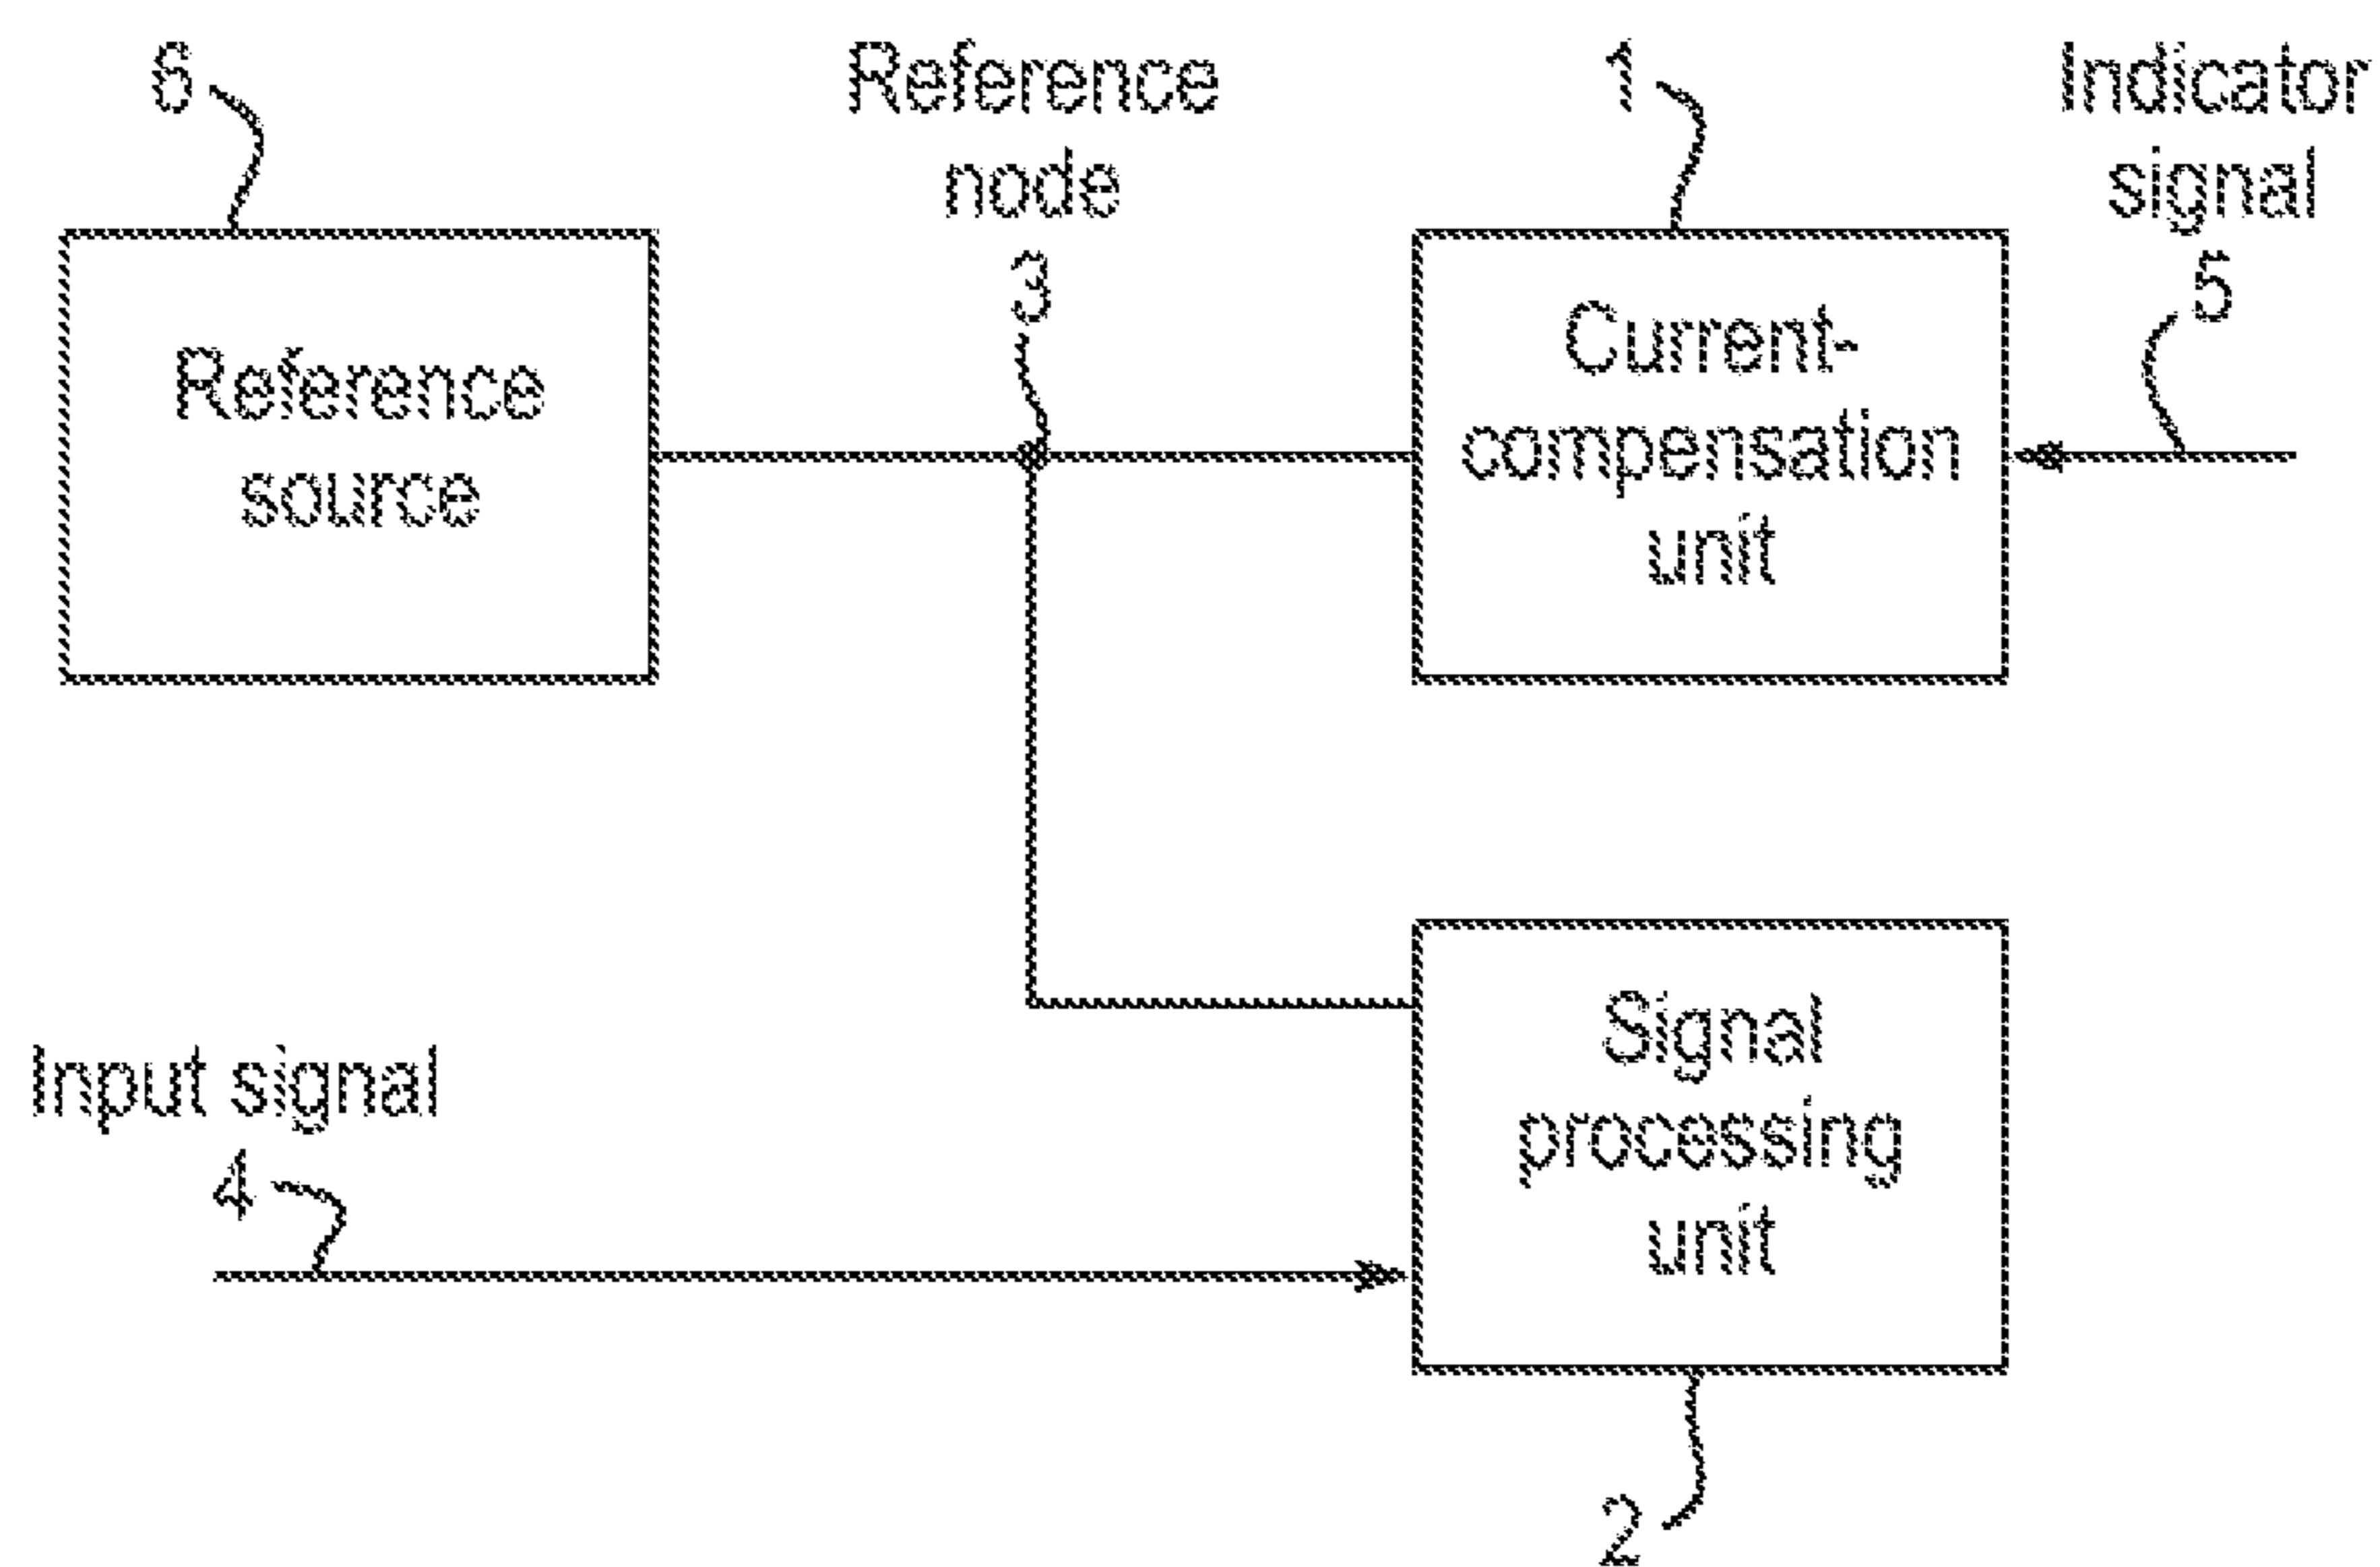 6
Reference
node
3
1
Indicator
signal
5
Reference
source
Current-
compensation
unit
Input signal
4
Signal
processing
unit
2